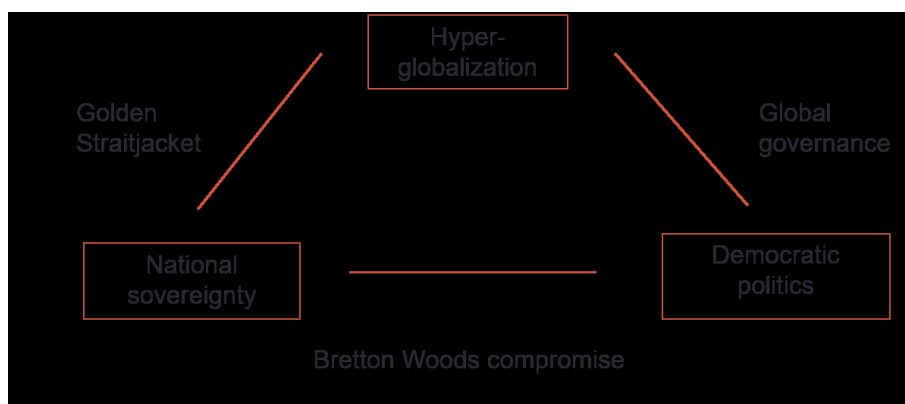 Hyper-
globalization
Golden
Straitjacket
Global
governance
National
sovereignty
Democratic
politics
Bretton Woods compromise